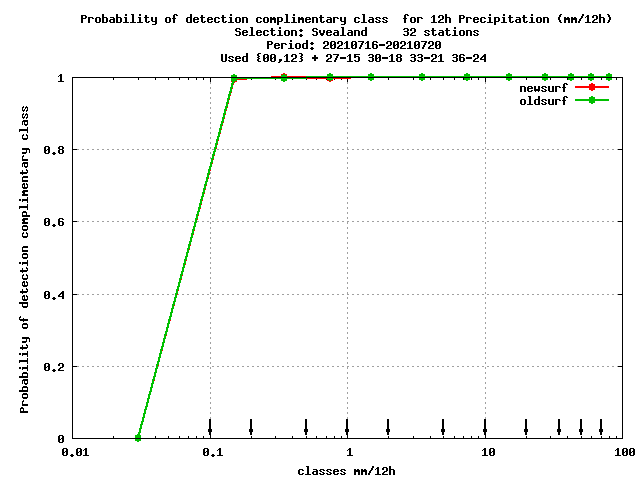 Probability of detection complimentary class  for 12h Precipitation (mm/12h)
Selection: Svealand     32 stations
Period: 20210716-20210720
Used {00,12} + 27-15 30-18 33-21 36-24
newsurf
oldsurf
Probability of detection complimentary class
1
0.8
0.6
0.4
0.2
0
0.01 0.1 1 10 100
classes mm/12h